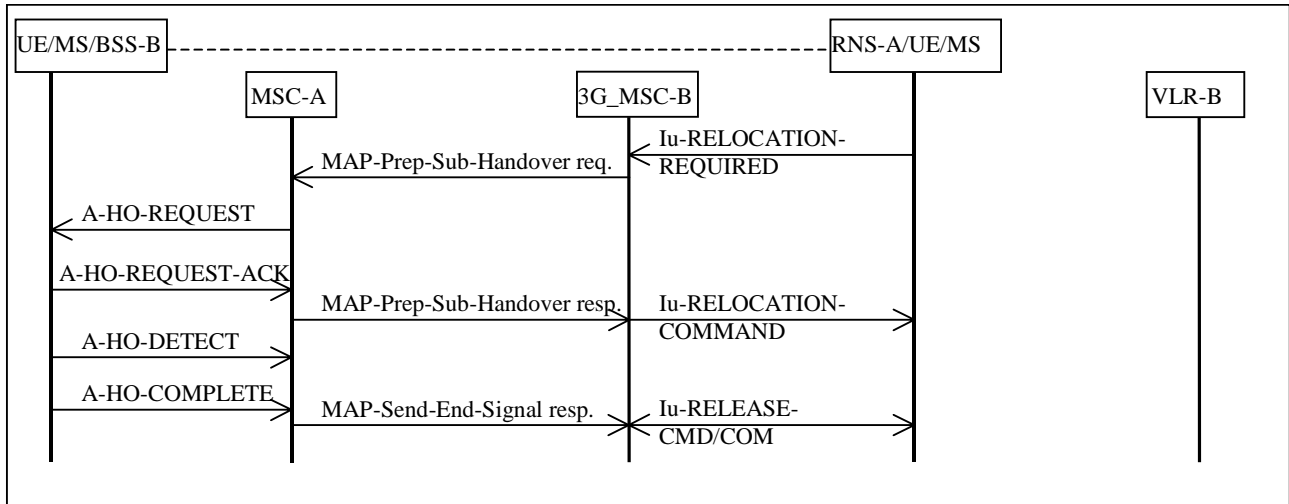 UE/MS/BSS-B
RNS-A/UE/MS
MSC-A
3G_MSC-B
VLR-B
Iu-RELOCATION-
REQUIRED
MAP-Prep-Sub-Handover req.
A-HO-REQUEST
A-HO-REQUEST-ACK
MAP-Prep-Sub-Handover resp.
Iu-RELOCATION-
COMMAND
A-HO-DETECT
A-HO-COMPLETE
MAP-Send-End-Signal resp.
Iu-RELEASE-
CMD/COM